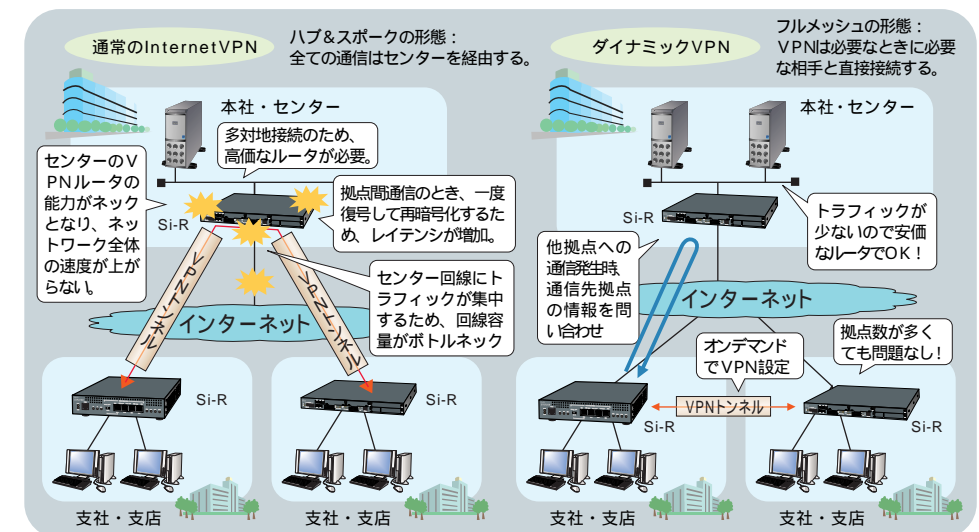 通常のInternetVPN
ハブ&スポークの形態：
全ての通信はセンターを経由する。
本社・センター
多対地接続のため、
高価なルータが必要。
センターのV
PNルータの
能力がネック
となり、ネッ
トワーク全体
の速度が上が
らない。
Si-R
拠点間通信のとき、一度
復号して再暗号化するた
め、レイテンシが増加。
センター回線にト
ラフィックが集中
するため、回線容
量がボトルネック
VPNトンネル
VPNトンネル
インターネット
Si-R
Si-R
支社・支店
支社・支店
ダイナミックVPN
フルメッシュの形態：
VPNは必要なときに必要
な相手と直接接続する。
本社・センター
Si-R
トラフィックが
少ないので安価
なルータでOK！
他拠点への
通信発生時、
通信先拠点
の情報を問
い合わせ
インターネット
オンデマンド
でVPN設定
拠点数が多く
ても問題なし！
VPNトンネル
Si-R
Si-R
支社・支店
支社・支店